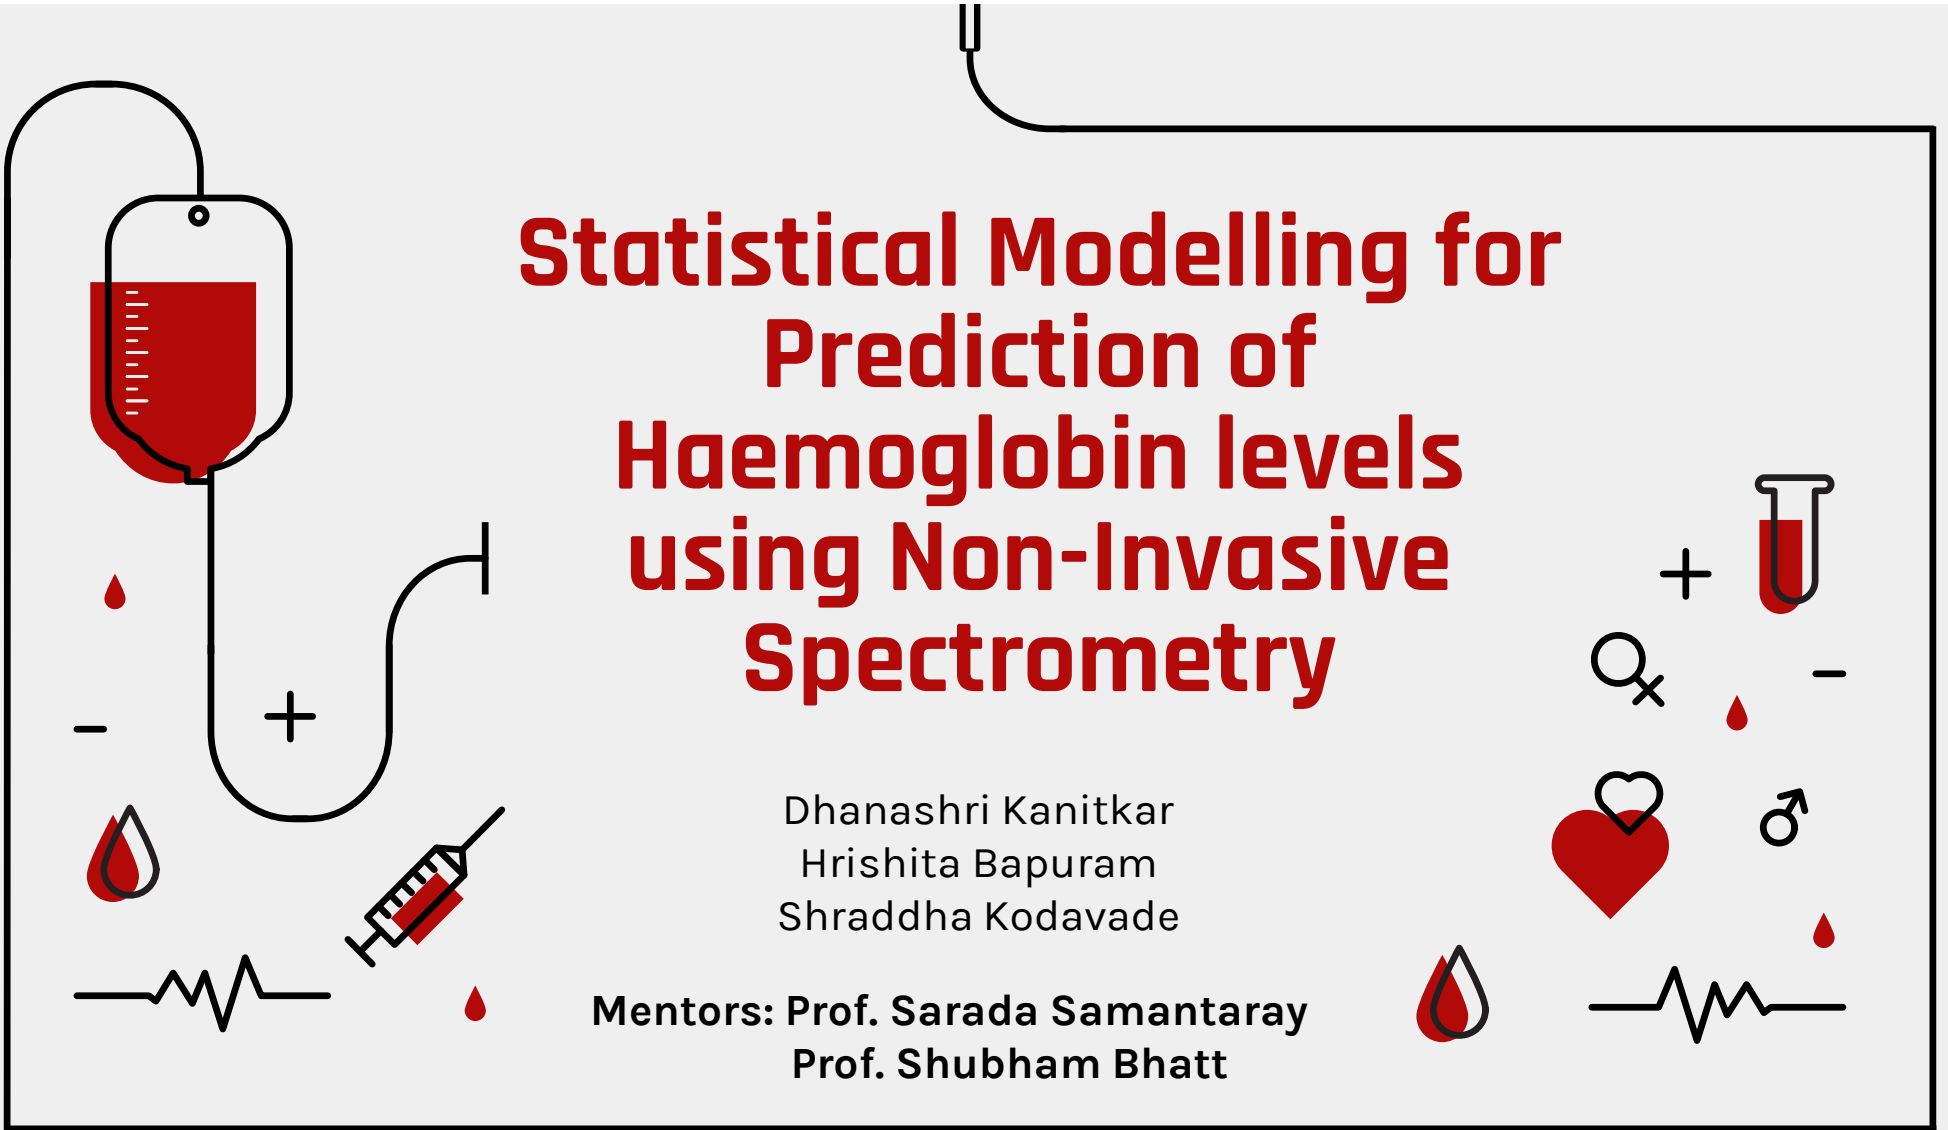 Statistical Modelling for
Prediction of
Haemoglobin levels
using Non-Invasive
Spectrometry
Dhanashri Kanitkar
Hrishita Bapuram
Shraddha Kodavade
Mentors: Prof. Sarada Samantaray
Prof. Shubham Bhatt